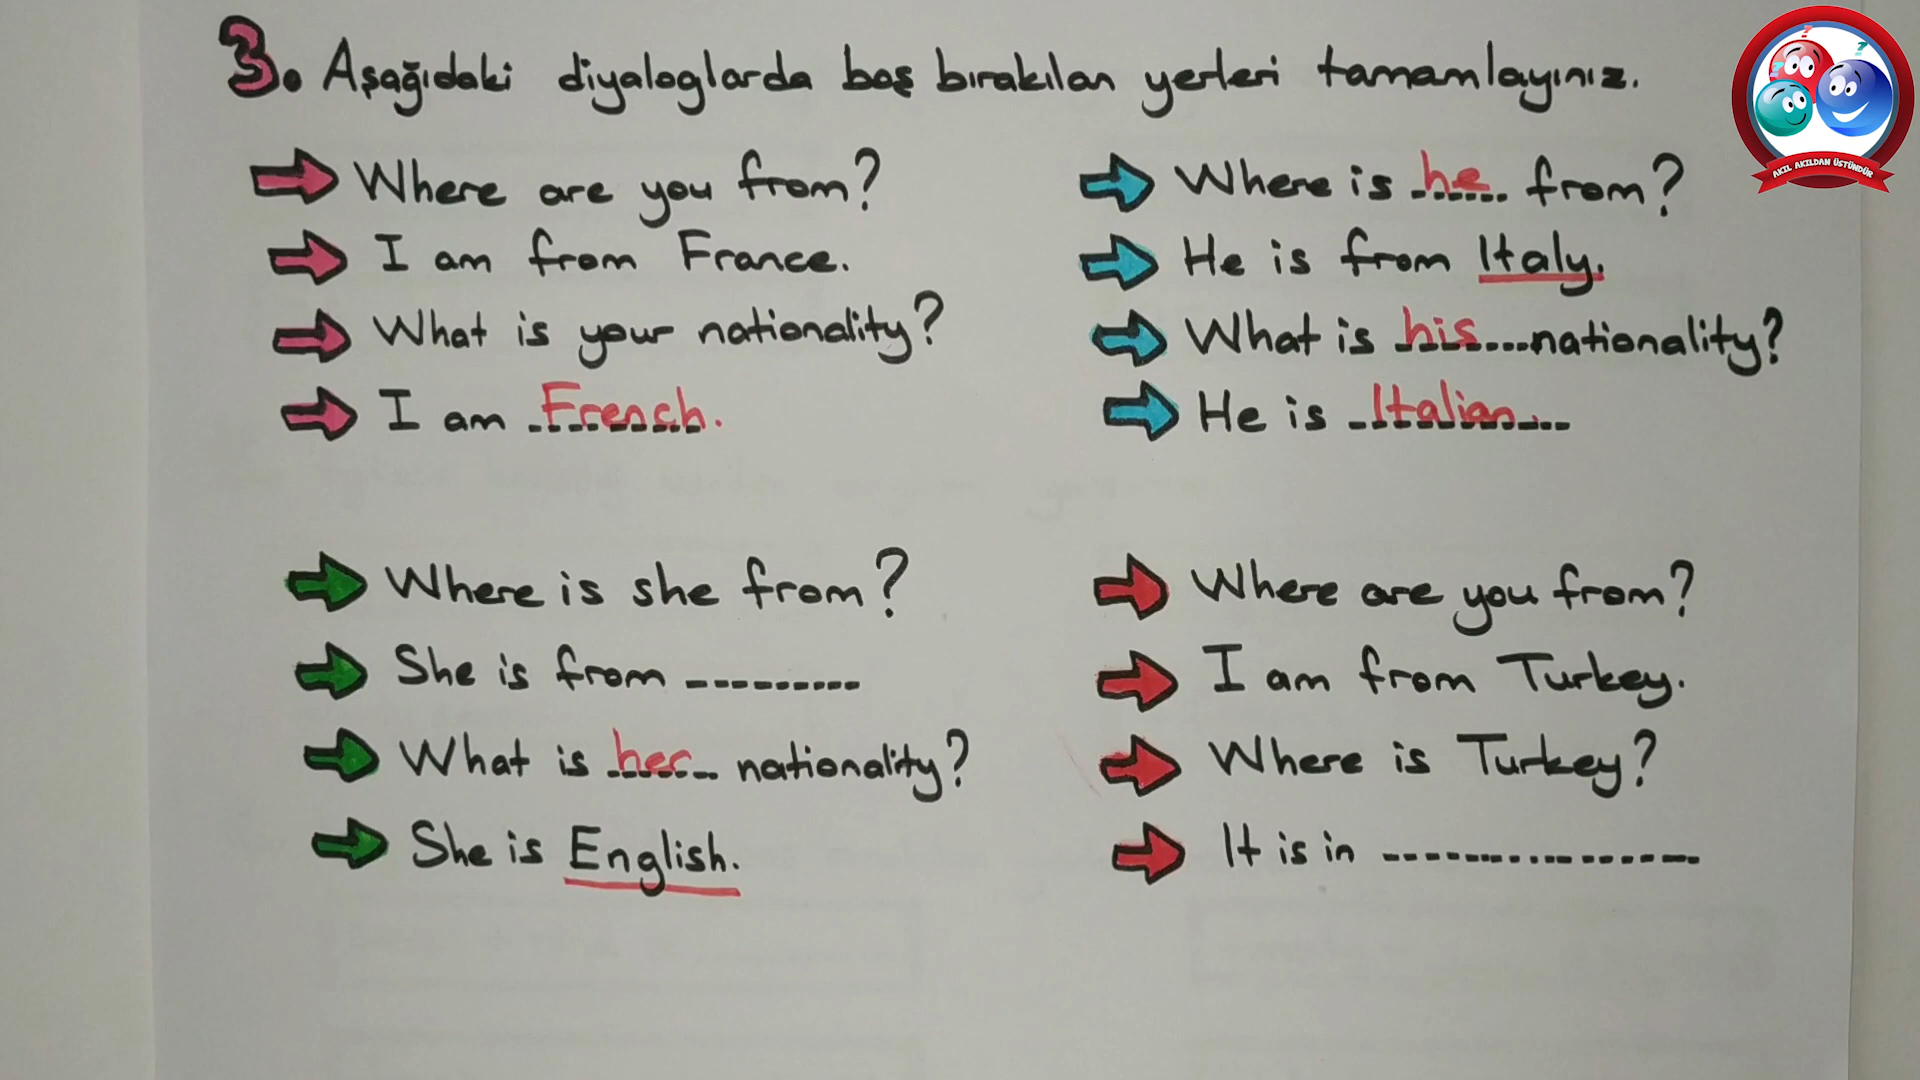 3. Aşağıdaki diyaloglarda boş bırakılan yerleri tamamlayınız.
Where are you from?
I am from France.
What is your nationality?
I am French.
Where is he from?
He is from Italy.
What is his nationality?
He is Italian
Where is she from?
She is from ---------
What is her nationality?
She is English.
Where are you from?
I am from Turkey.
Where is Turkey?
It is in ----------------
AKIL AKILDAN ÜSTÜNDÜR